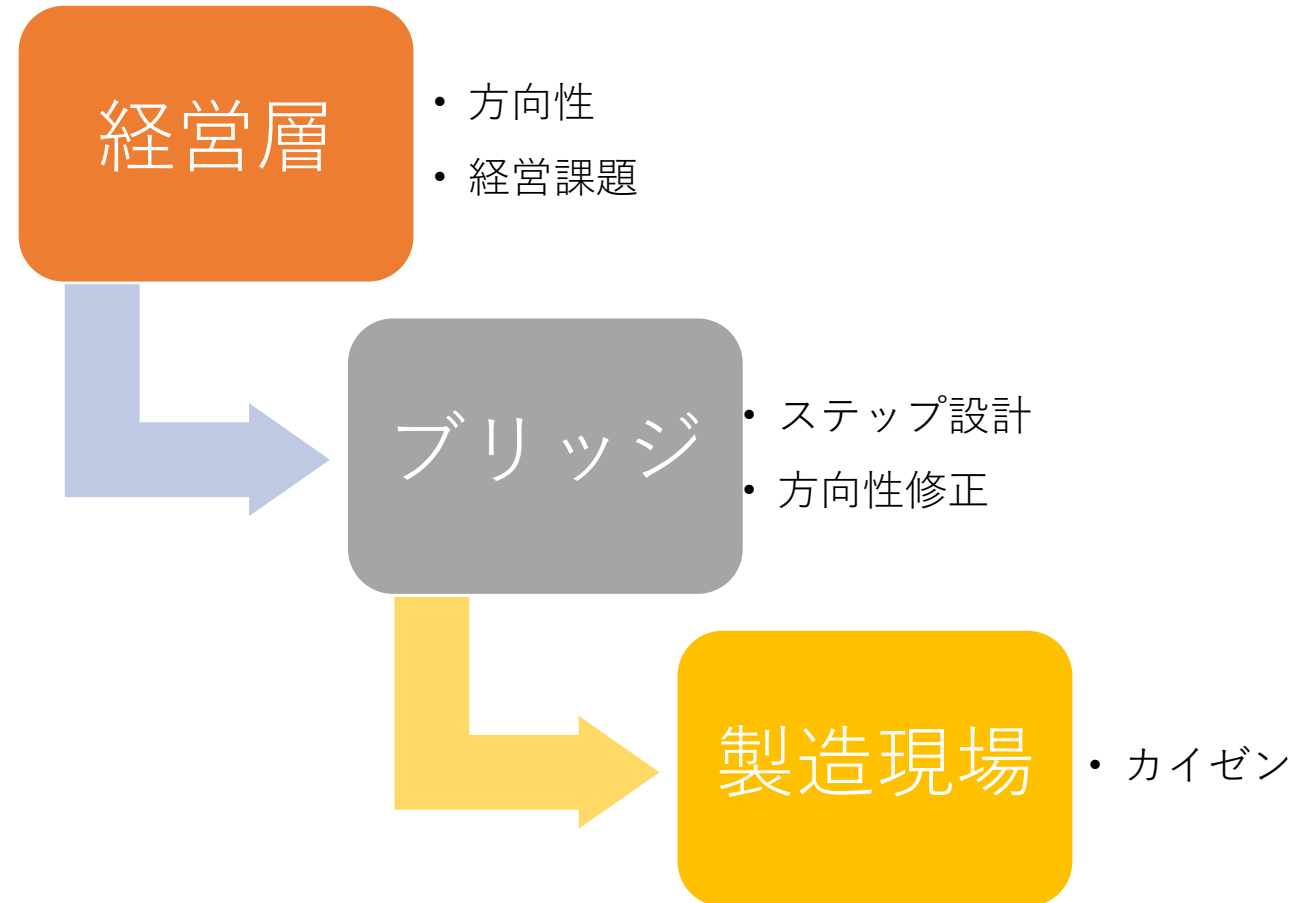 経営層
• 方向性
• 経営課題
ブリッジ
• ステップ設計
• 方向性修正
製造現場
• カイゼン